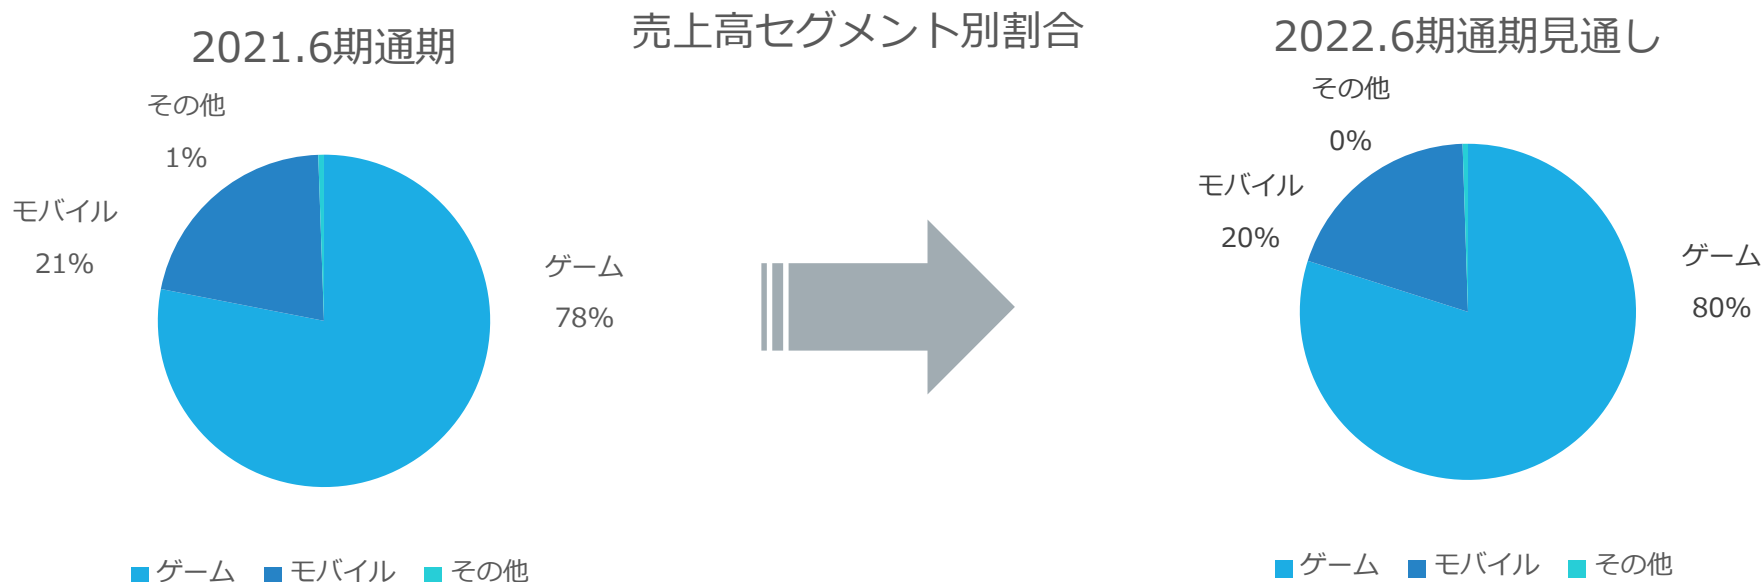 売上高セグメント別割合
2021.6期通期
その他
1%
モバイル
21%
ゲーム
78%
ゲーム モバイル その他
2022.6期通期見通し
その他
0%
モバイル
20%
ゲーム
80%
ゲーム モバイル その他